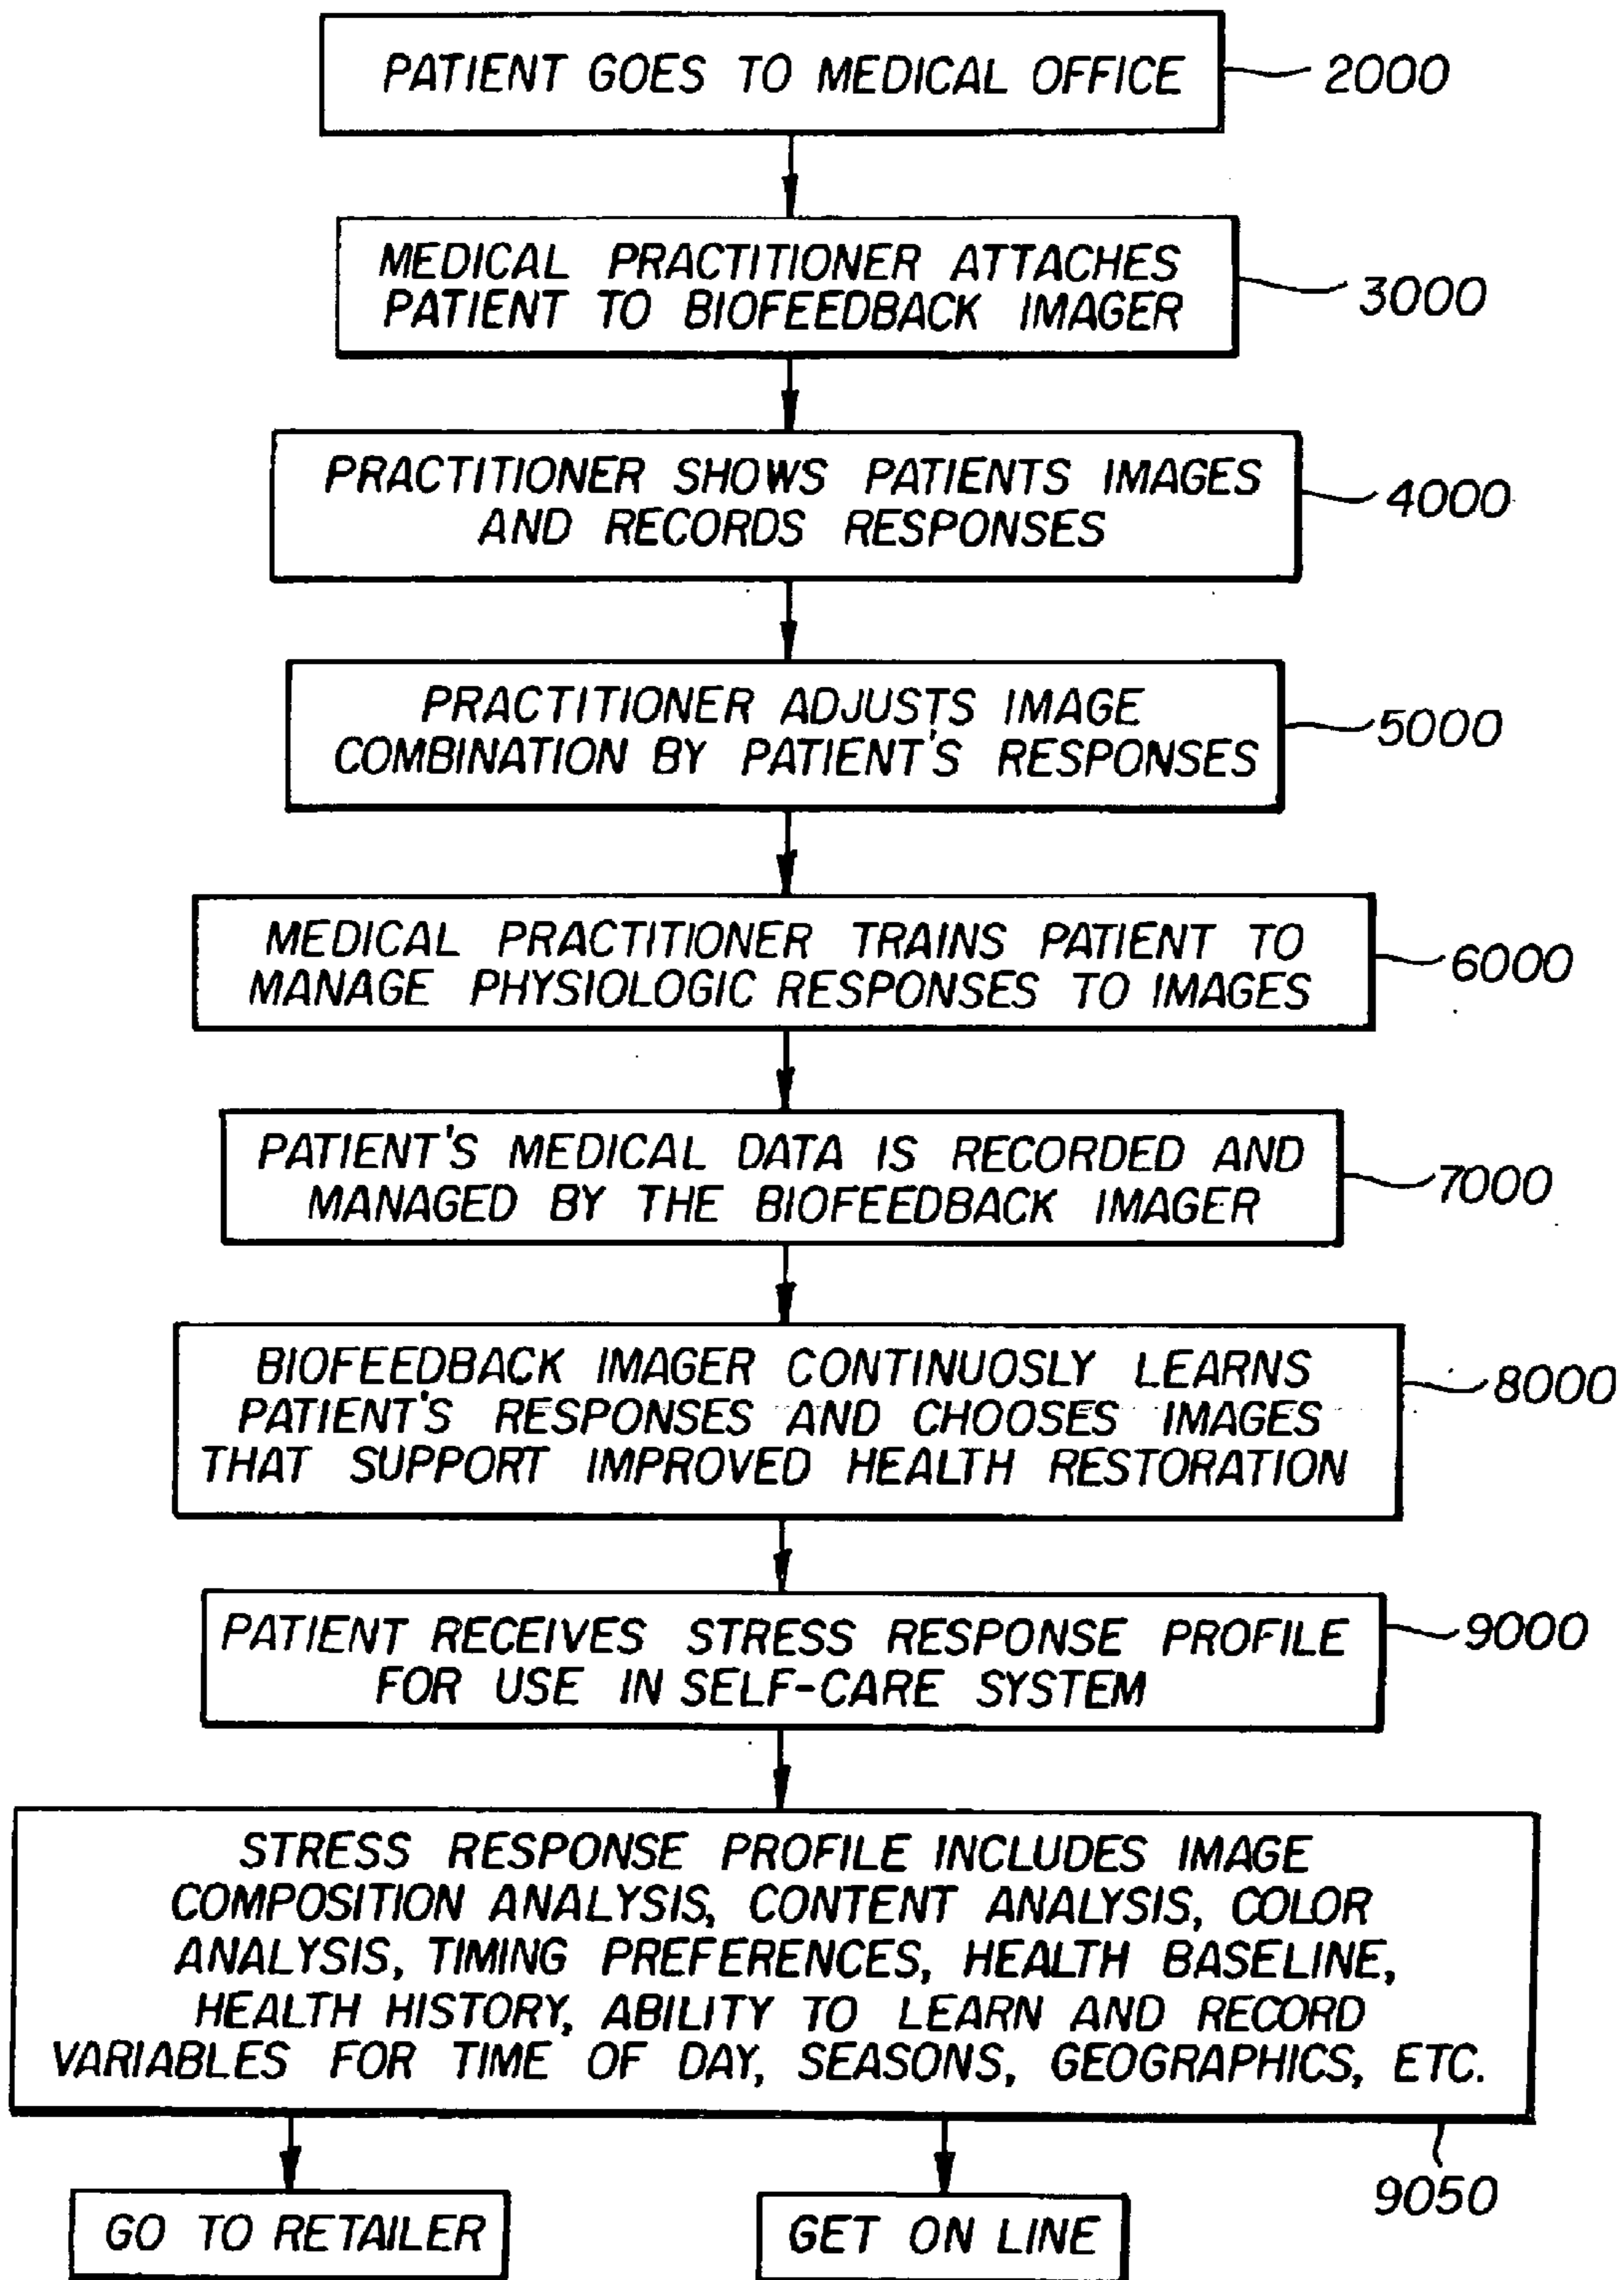 PATIENT GOES TO MEDICAL OFFICE
2000
MEDICAL PRACTITIONER ATTACHES
PATIENT TO BIOFEEDBACK IMAGER
3000
PRACTITIONER SHOWS PATIENTS IMAGES
AND RECORDS RESPONSES
4000
PRACTITIONER ADJUSTS IMAGE
COMBINATION BY PATIENT'S RESPONSES
5000
MEDICAL PRACTITIONER TRAINS PATIENT TO
MANAGE PHYSIOLOGIC RESPONSES TO IMAGES
6000
PATIENT'S MEDICAL DATA IS RECORDED AND
MANAGED BY THE BIOFEEDBACK IMAGER
7000
BIOFEEDBACK IMAGER CONTINUOSLY LEARNS
PATIENT'S RESPONSES AND CHOOSES IMAGES
THAT SUPPORT IMPROVED HEALTH RESTORATION
8000
PATIENT RECEIVES STRESS RESPONSE PROFILE
FOR USE IN SELF-CARE SYSTEM
9000
STRESS RESPONSE PROFILE INCLUDES IMAGE
COMPOSITION ANALYSIS, CONTENT ANALYSIS, COLOR
ANALYSIS, TIMING PREFERENCES, HEALTH BASELINE,
HEALTH HISTORY, ABILITY TO LEARN AND RECORD
VARIABLES FOR TIME OF DAY, SEASONS, GEOGRAPHICS, ETC.
9050
GO TO RETAILER
GET ON LINE